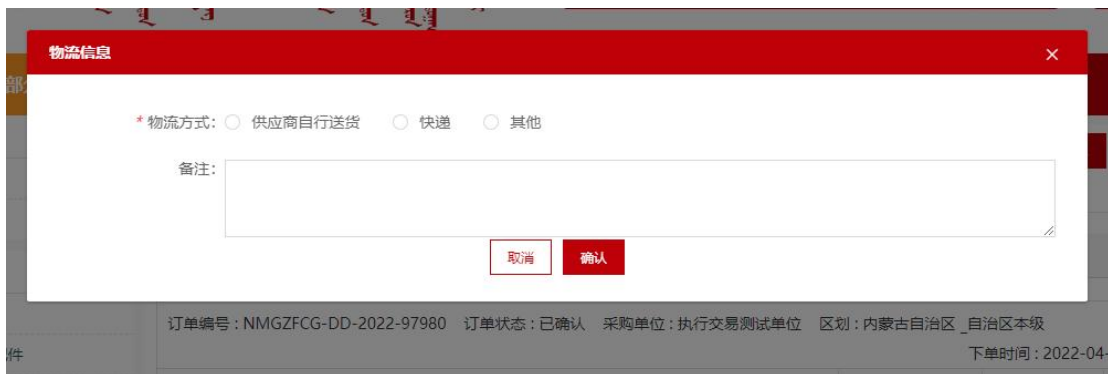 物流信息
部
* 物流方式: 供应商自行送货 快递 其他
备注:
取消 确认
订单编号 : NMGZFCG-DD-2022-97980 订单状态 : 已确认 采购单位 : 执行交易测试单位 区划 : 内蒙古自治区 _自治区本级
件 下单时间 : 2022-04-